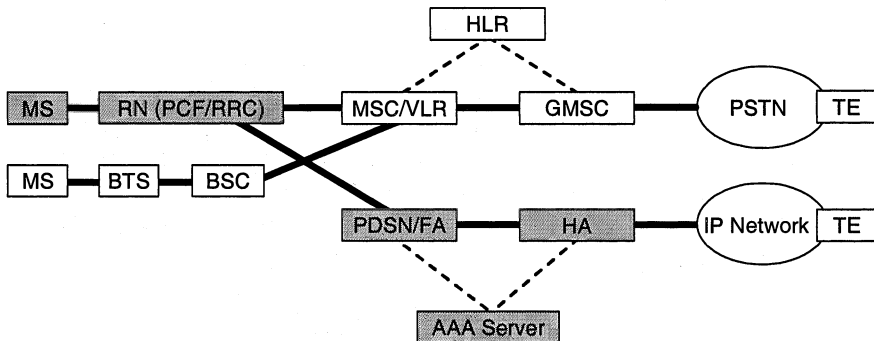 HLR
MS
RN (PCF/RRC)
MSC/VLR
GMSC
PSTN
TE
MS
BTS
BSC
PDSN/FA
HA
IP Network
TE
AAA Server